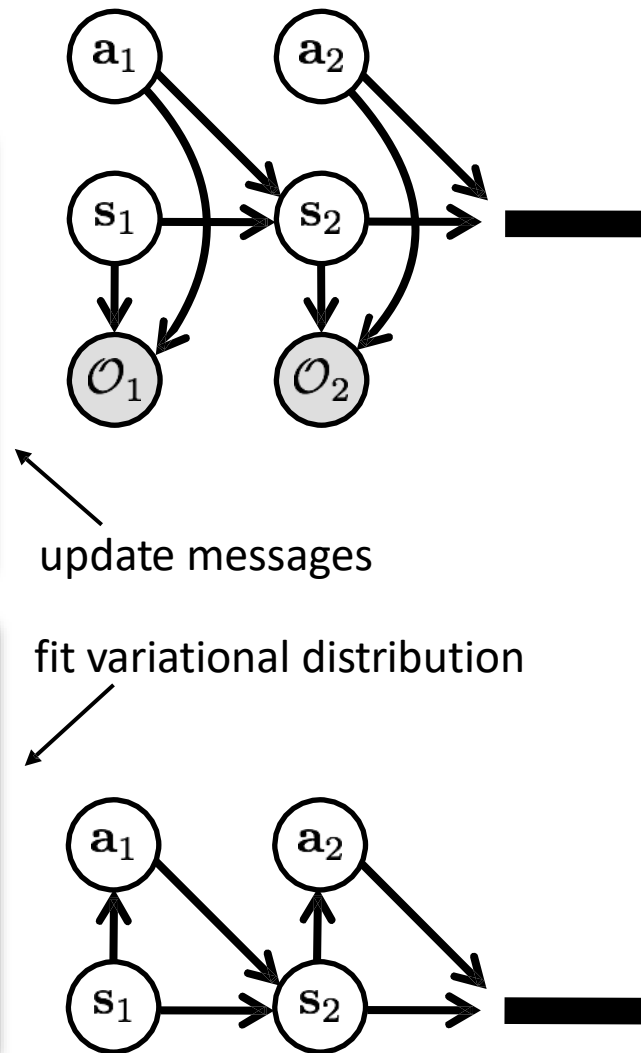 a₁ a₂
s₁ s₂
𝒪₁ 𝒪₂
update messages
fit variational distribution
a₁ a₂
s₁ s₂